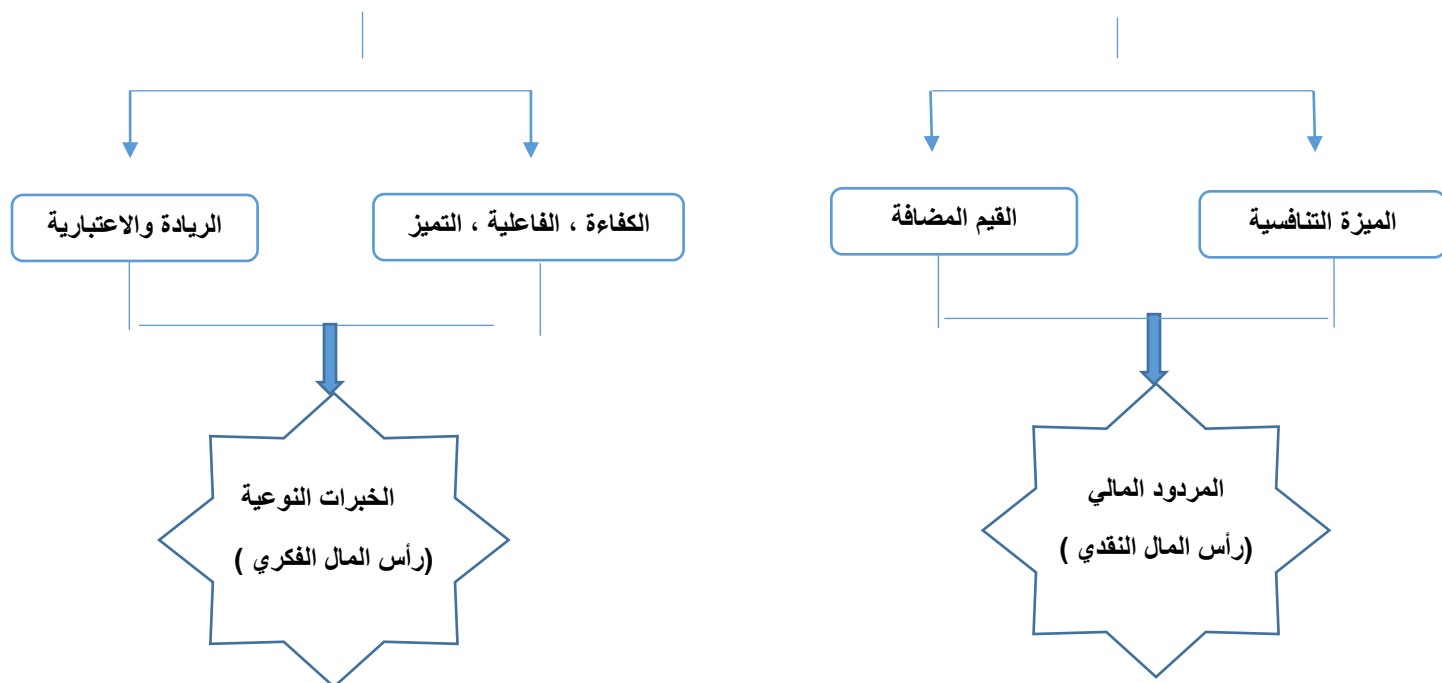 الميزة التنافسية
القيم المضافة
الكفاءة ، الفاعلية ، التميز
الريادة والاعتبارية
المردود المالي
(رأس المال النقدي )
الخبرات النوعية
(رأس المال الفكري )